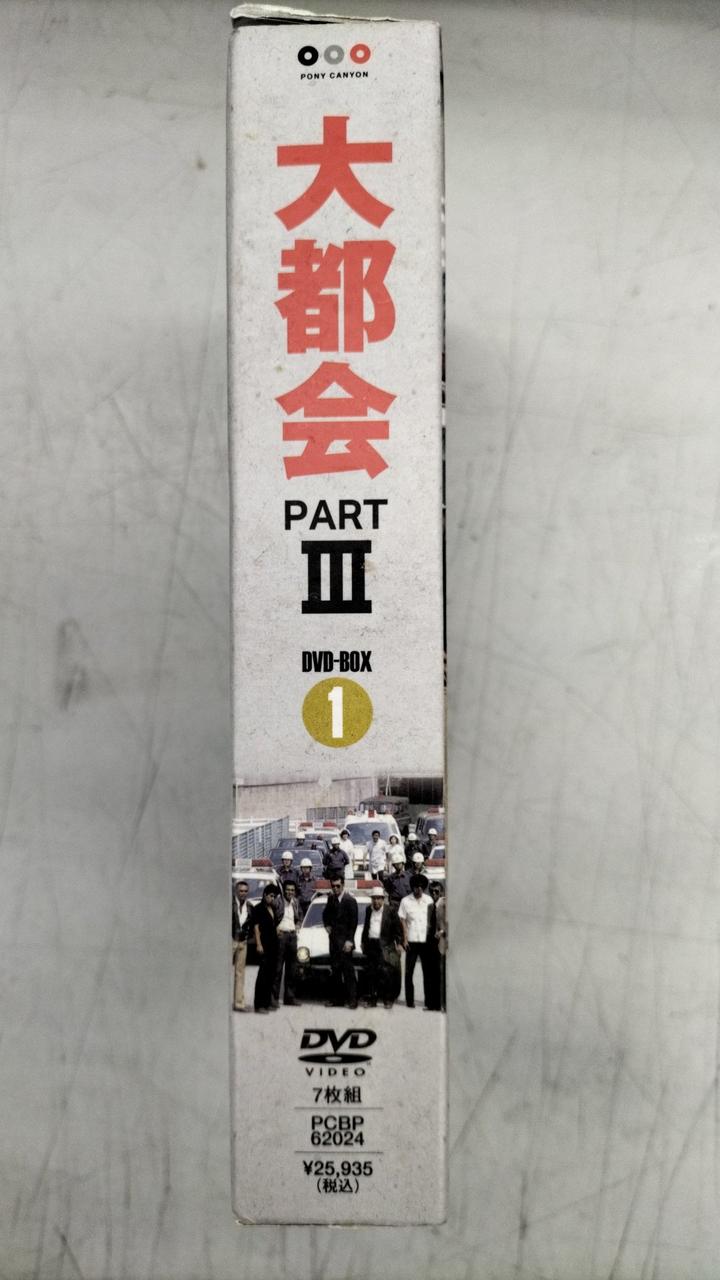 PONY CANYON
大都会
PART
III
DVD-BOX
1
DVD
VIDEO
7枚組
PCBP
62024
¥25,935
(税込)